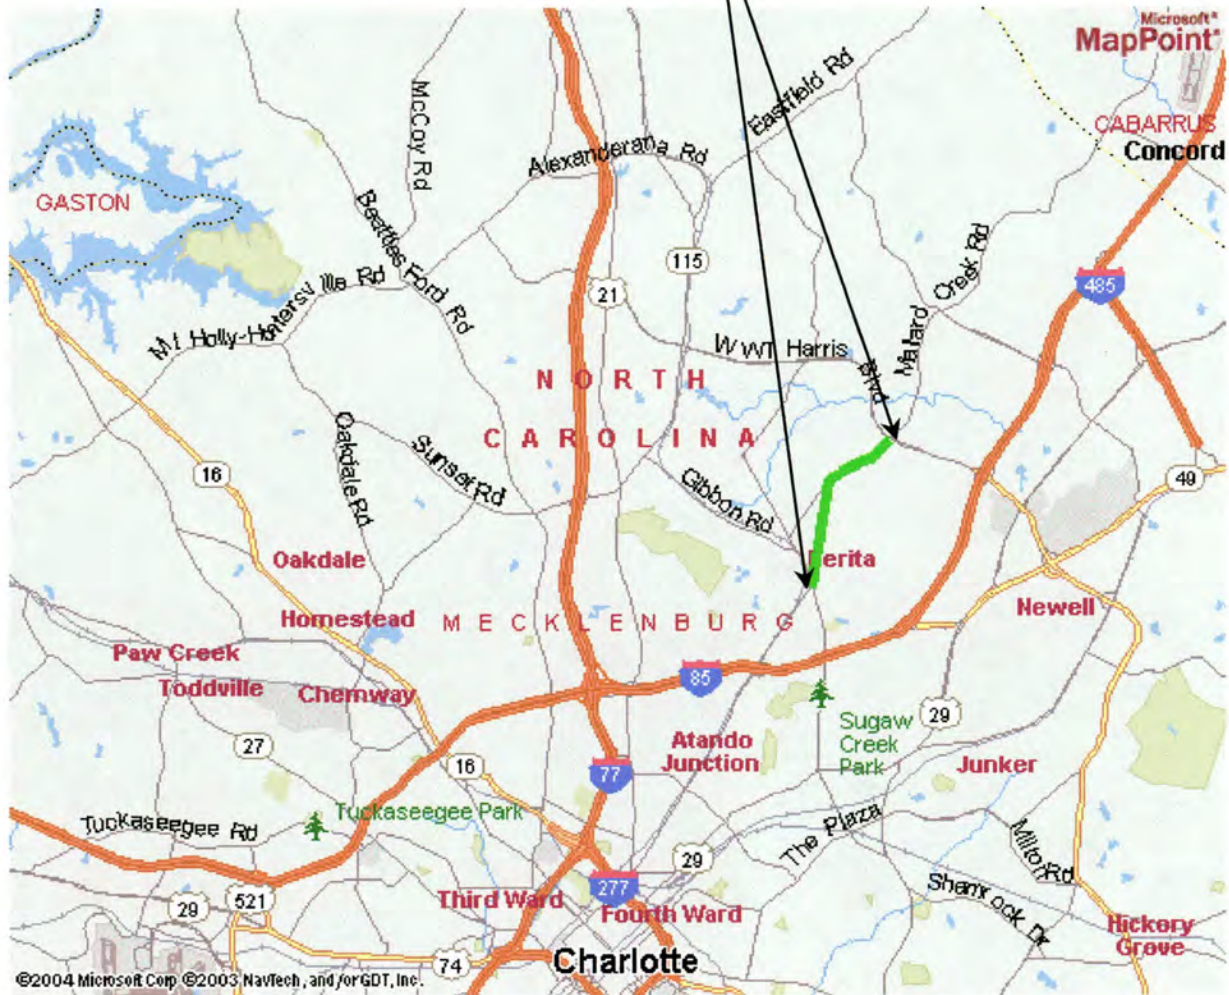 Microsoft®
MapPoint®
McCoy Rd
Eastfield Rd
CABARRUS
Concord
Alexanderana Rd
GASTON
Beatties Ford Rd
115
485
21
Mt Holly-Huntersville Rd
Mallard Creek Rd
W WT Harris Blvd
NORTH
CAROLINA
Oakdale Rd
Sunset Rd
16
Gibbon Rd
49
Oakdale
Derita
Newell
Homestead
MECKLENBURG
Paw Creek
Toddville
Chemway
85
29
Sugaw
Creek
Park
Atando
Junction
27
16
77
Junker
Tuckaseegee Park
Tuckaseegee Rd
The Plaza
Milton Rd
29
277
Shamrock Dr
Third Ward
Fourth Ward
29
521
Hickory
Grove
74
Charlotte
©2004 Microsoft Corp ©2003 NavTech, and/or GDT, Inc.